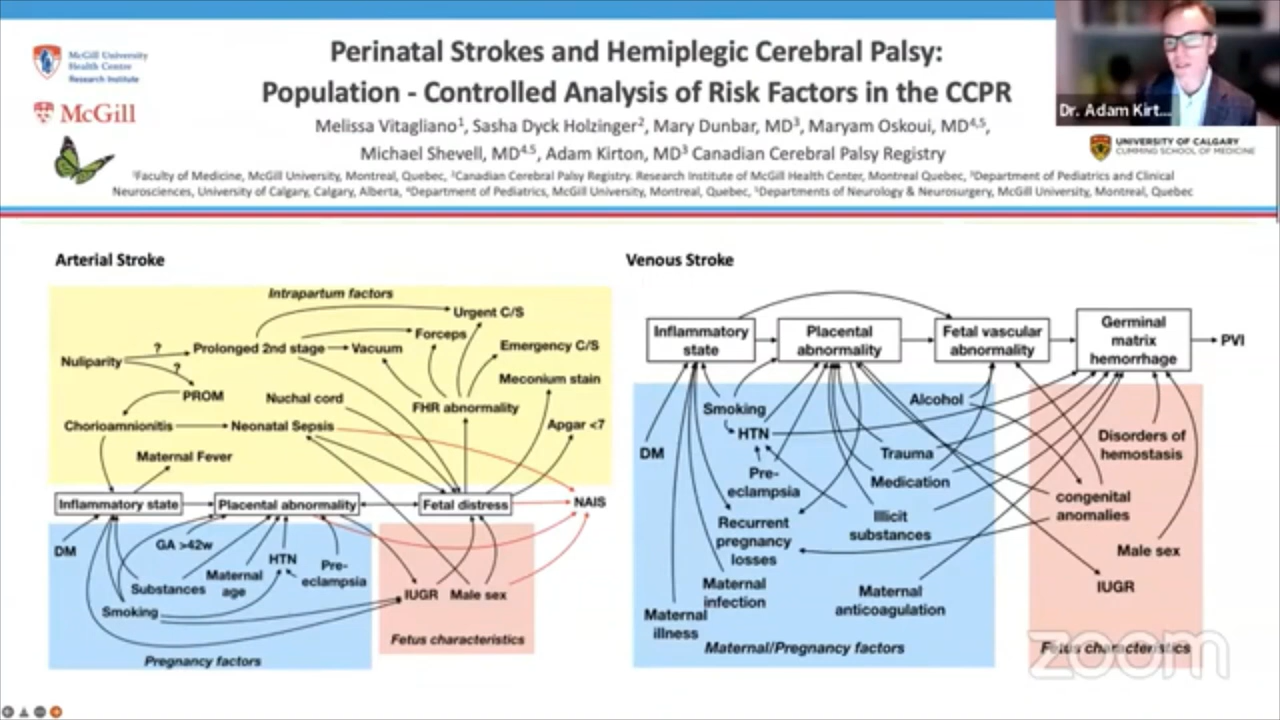 McGill University
Health Centre
Research Institute
McGill
Perinatal Strokes and Hemiplegic Cerebral Palsy:
Population - Controlled Analysis of Risk Factors in the CCPR
Melissa Vitagliano¹, Sasha Dyck Holzinger², Mary Dunbar, MD³, Maryam Oskoui, MD⁴,⁵,
Michael Shevell, MD⁴,⁵, Adam Kirton, MD³ Canadian Cerebral Palsy Registry
¹Faculty of Medicine, McGill University, Montreal, Quebec, ²Canadian Cerebral Palsy Registry. Research Institute of McGill Health Center, Montreal Quebec, ³Department of Pediatrics and Clinical
Neurosciences, University of Calgary, Calgary, Alberta, ⁴Department of Pediatrics, McGill University, Montreal, Quebec, ⁵Departments of Neurology & Neurosurgery, McGill University, Montreal, Quebec
Dr. Adam Kirt...
UNIVERSITY OF CALGARY
CUMMING SCHOOL OF MEDICINE
Arterial Stroke
Intrapartum factors
Urgent C/S
Forceps
Nuliparity
?
Prolonged 2nd stage
Vacuum
Emergency C/S
?
Meconium stain
PROM
Nuchal cord
FHR abnormality
Chorioamnionitis
Neonatal Sepsis
Apgar <7
Maternal Fever
Inflammatory state
Placental abnormality
Fetal distress
NAIS
DM
GA >42w
HTN
Pre-
eclampsia
Substances
Maternal
age
Smoking
IUGR
Male sex
Fetus characteristics
Pregnancy factors
Venous Stroke
Inflammatory
state
Placental
abnormality
Fetal vascular
abnormality
Germinal
matrix
hemorrhage
PVI
Smoking
Alcohol
HTN
DM
Trauma
Disorders of
hemostasis
Pre-
eclampsia
Medication
Recurrent
pregnancy
losses
Illicit
substances
congenital
anomalies
Male sex
Maternal
infection
Maternal
anticoagulation
IUGR
Maternal
illness
Maternal/Pregnancy factors
Fetus characteristics
zoom